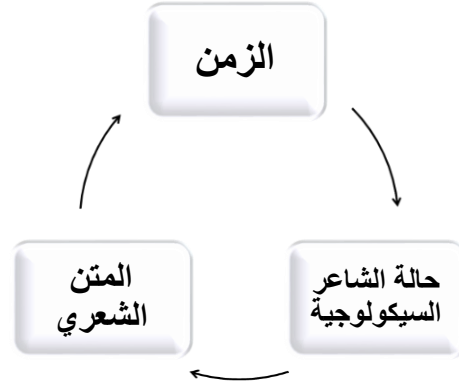 الزمن
حالة الشاعر
السيكولوجية
المتن
الشعري